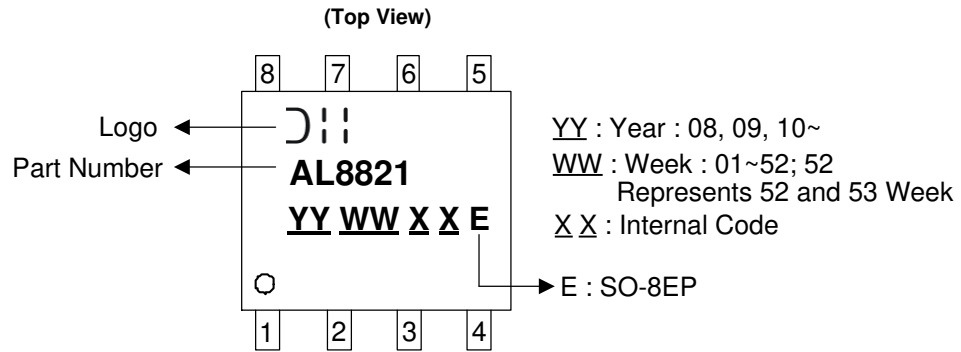 (Top View)
8 7 6 5
Logo
Part Number
AL8821
YY WW X X E
YY : Year : 08, 09, 10~
WW : Week : 01~52; 52
Represents 52 and 53 Week
X X : Internal Code
E : SO-8EP
1 2 3 4